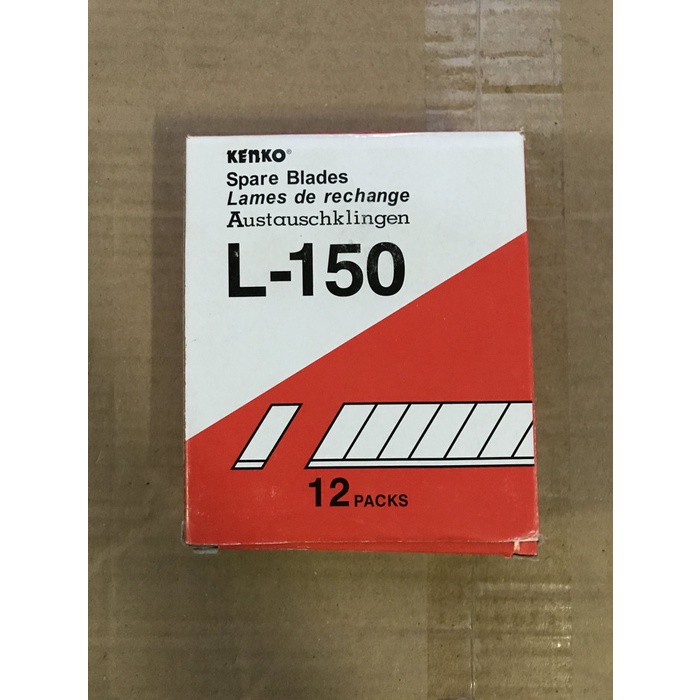 KENKO®
Spare Blades
Lames de rechange
Austauschklingen
L-150
12 PACKS